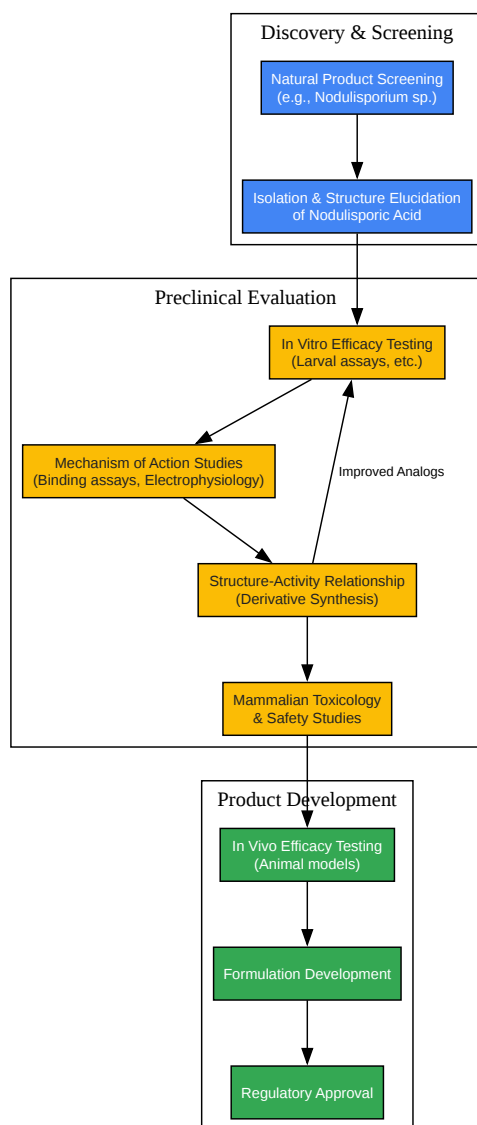 Discovery & Screening
Natural Product Screening
(e.g., Nodulisporium sp.)
Isolation & Structure Elucidation
of Nodulisporic Acid
Preclinical Evaluation
In Vitro Efficacy Testing
(Larval assays, etc.)
Mechanism of Action Studies
(Binding assays, Electrophysiology)
Improved Analogs
Structure-Activity Relationship
(Derivative Synthesis)
Mammalian Toxicology
& Safety Studies
Product Development
In Vivo Efficacy Testing
(Animal models)
Formulation Development
Regulatory Approval